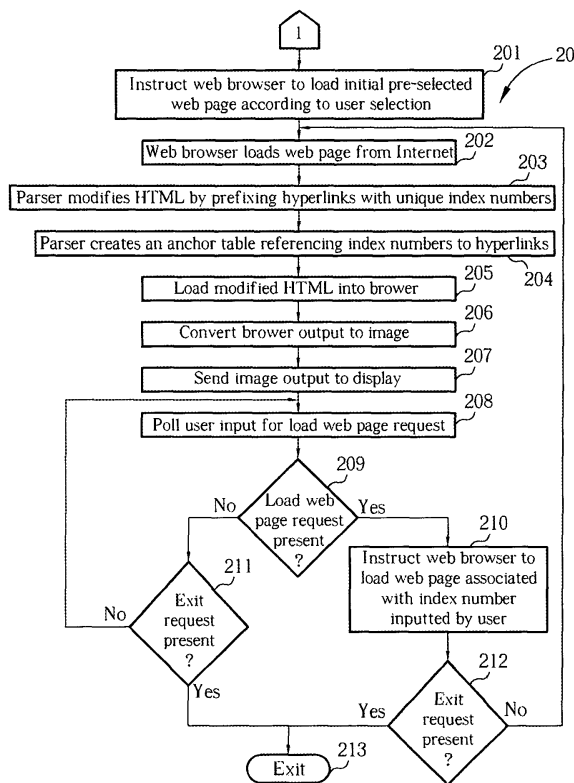 1
201
20
Instruct web browser to load initial pre-selected
web page according to user selection
202
Web browser loads web page from Internet
203
Parser modifies HTML by prefixing hyperlinks with unique index numbers
Parser creates an anchor table referencing index numbers to hyperlinks
204
205
Load modified HTML into brower
206
Convert brower output to image
207
Send image output to display
208
Poll user input for load web page request
209
Load web
page request
present
?
No
Yes
210
Instruct web browser to
load web page associated
with index number
inputted by user
211
Exit
request
present
?
No
Yes
212
Exit
request
present
?
Yes
No
Exit
213